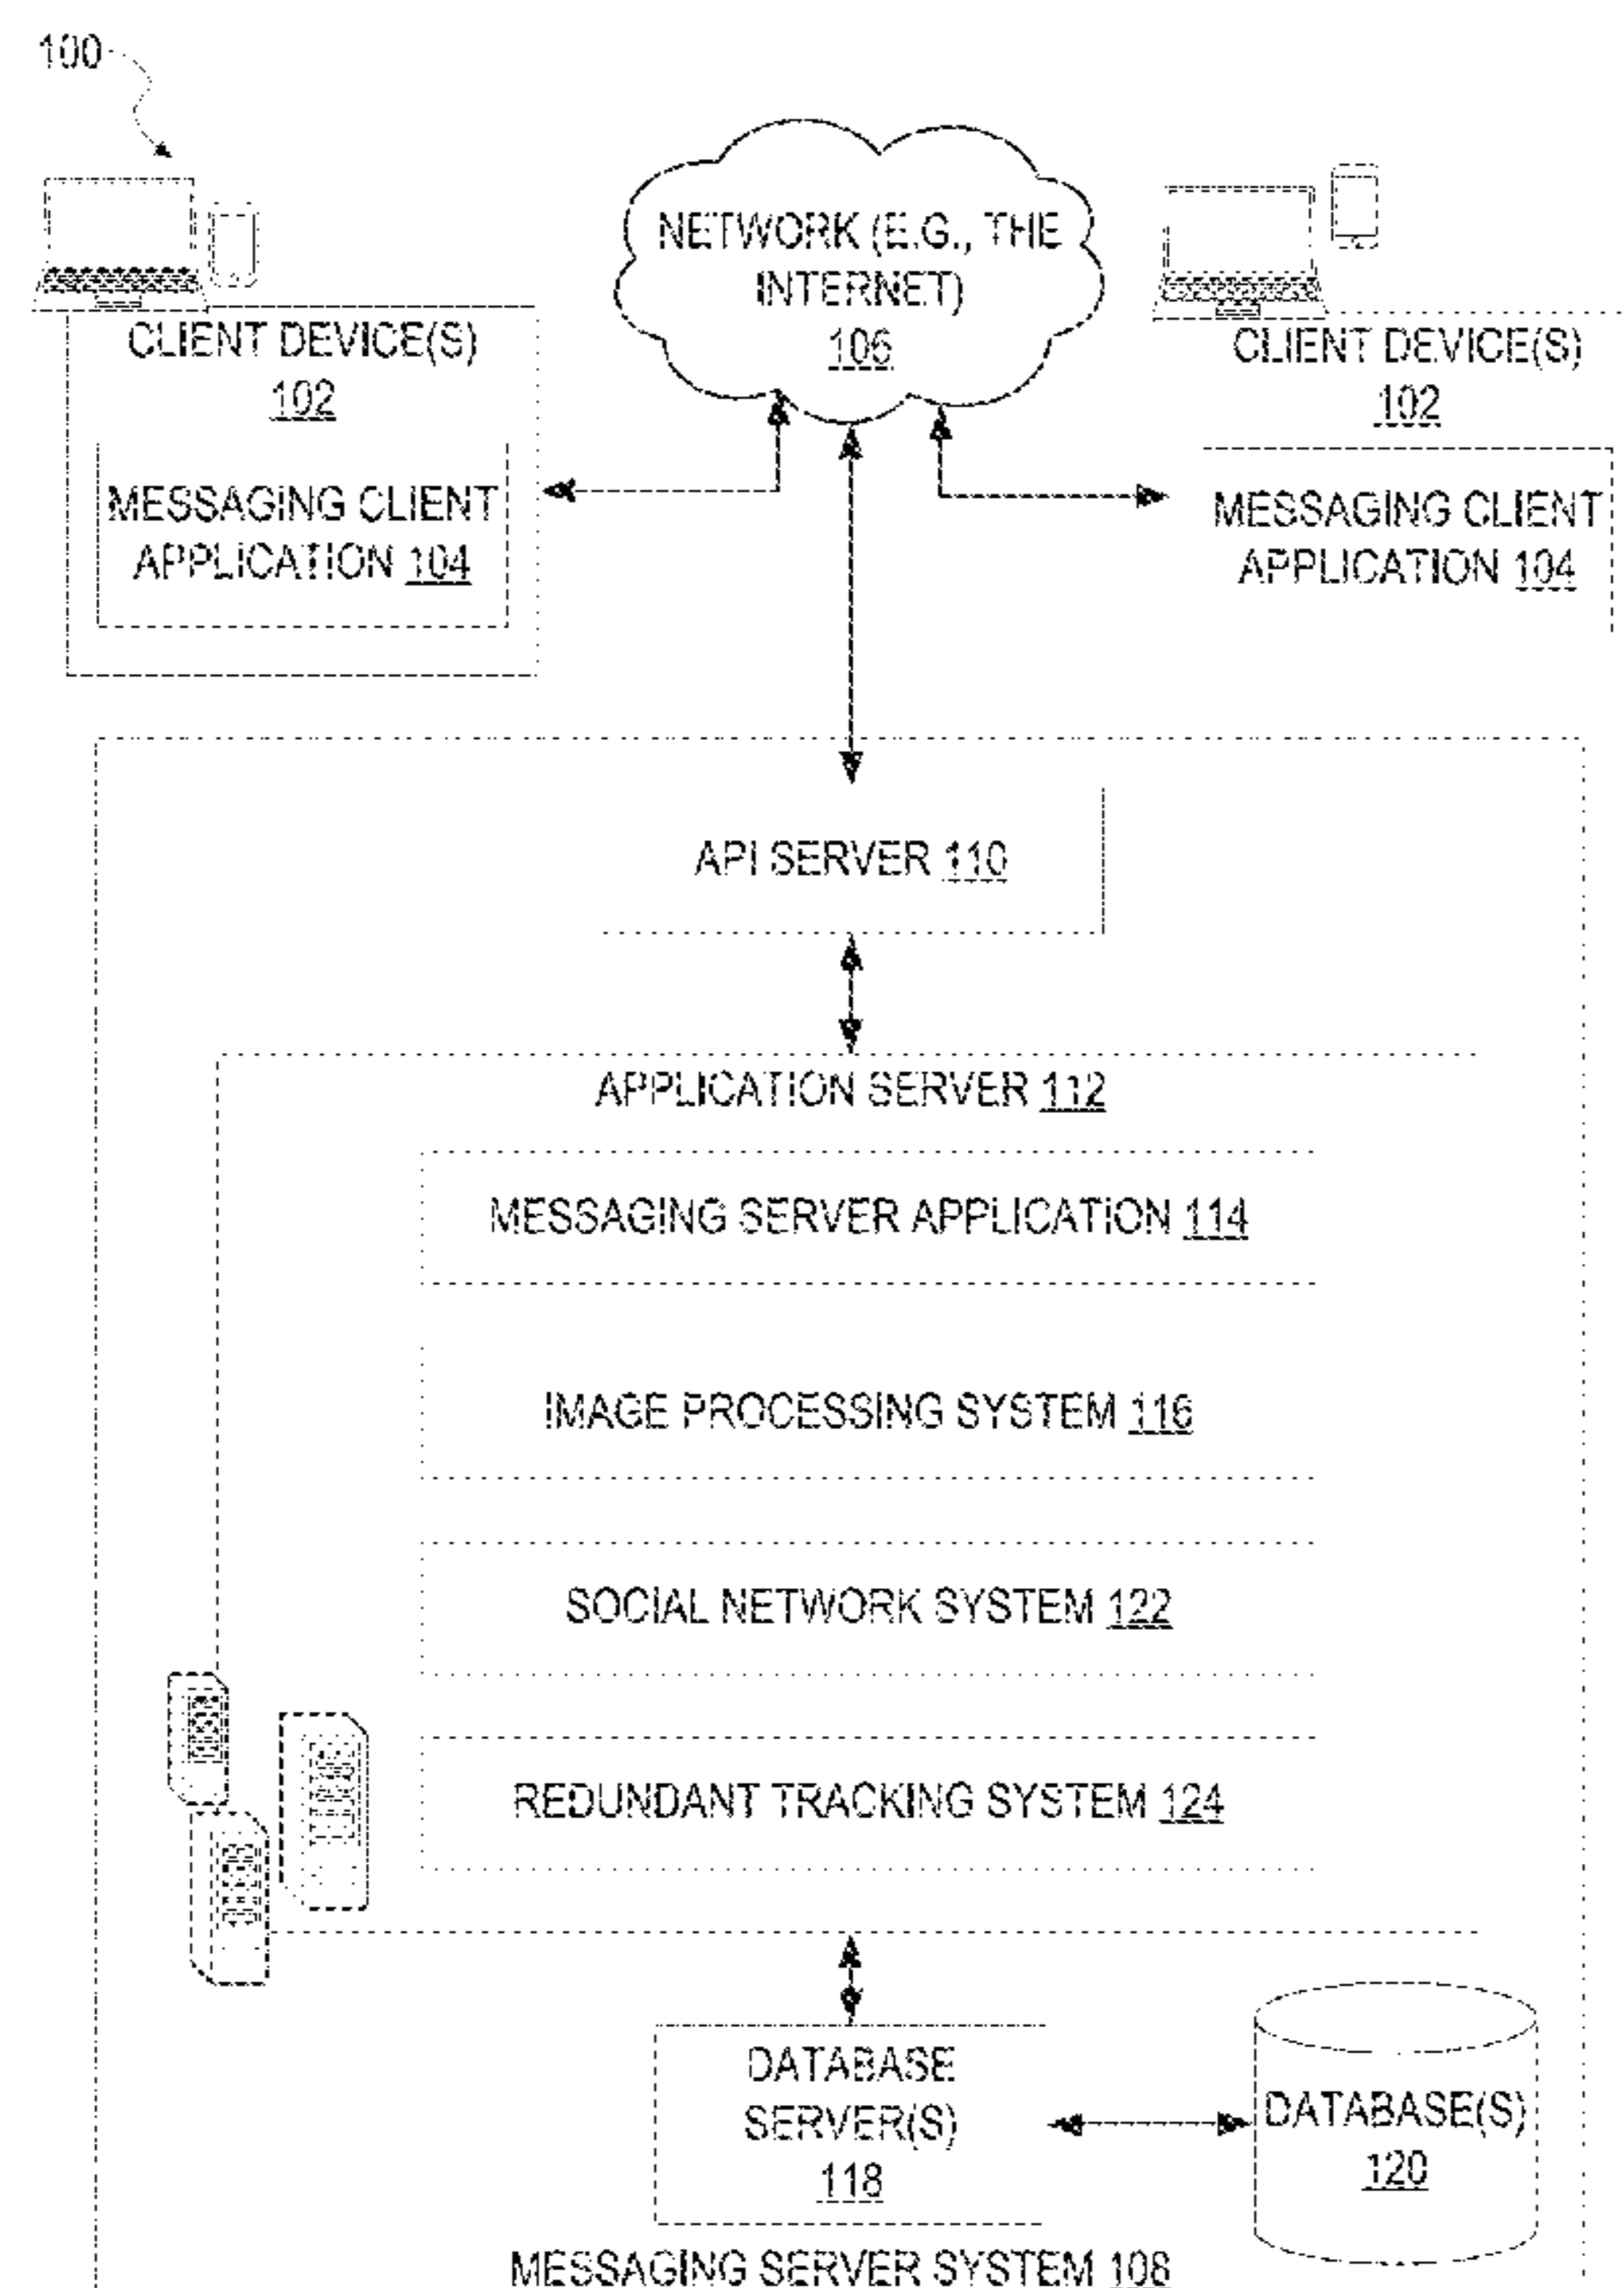 100
NETWORK (E.G., THE
INTERNET)
106
CLIENT DEVICE(S)
102
MESSAGING CLIENT
APPLICATION 104
CLIENT DEVICE(S)
102
MESSAGING CLIENT
APPLICATION 104
API SERVER 110
APPLICATION SERVER 112
MESSAGING SERVER APPLICATION 114
IMAGE PROCESSING SYSTEM 116
SOCIAL NETWORK SYSTEM 122
REDUNDANT TRACKING SYSTEM 124
DATABASE
SERVER(S)
118
DATABASE(S)
120
MESSAGING SERVER SYSTEM 108